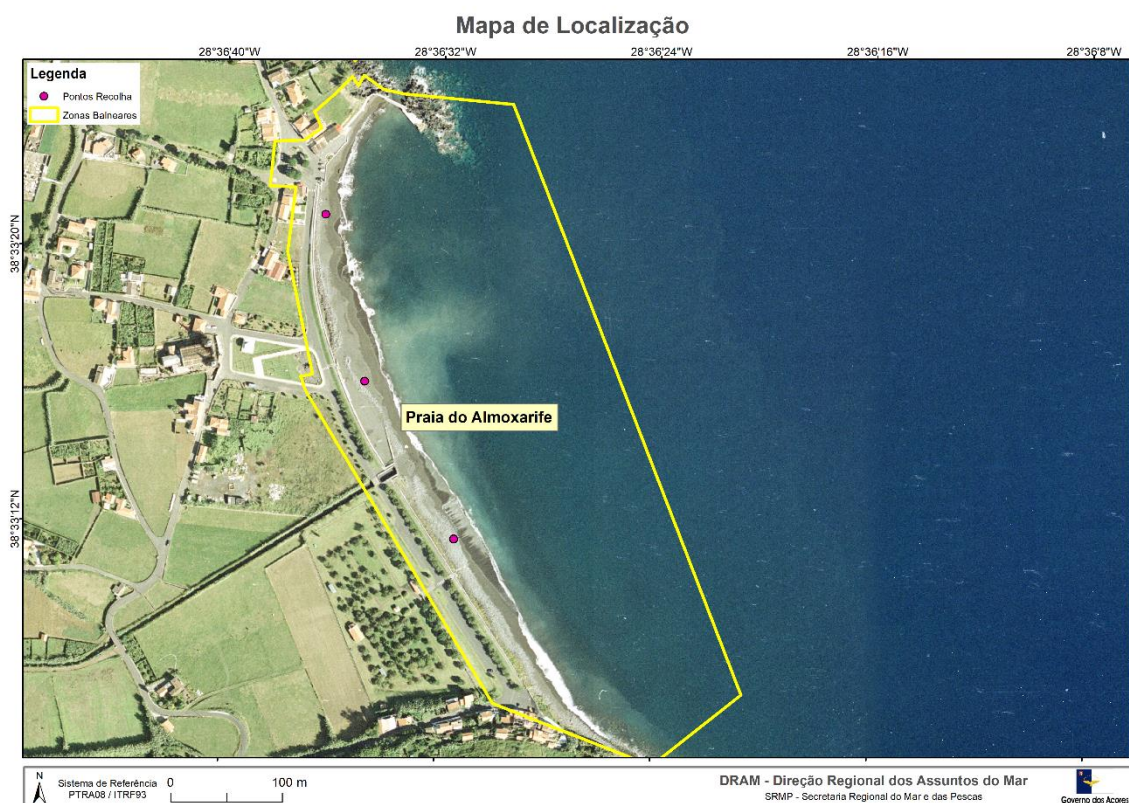 Mapa de Localização
28°36'40"W
28°36'32"W
28°36'24"W
28°36'16"W
28°36'8"W
Legenda
Pontos Recolha
Zonas Balneares
38°33'20"N
Praia do Almoxarife
38°33'12"N
N
Sistema de Referência
PTRA08 / ITRF93
0 100 m
DRAM - Direção Regional dos Assuntos do Mar
SRMP - Secretaria Regional do Mar e das Pescas
Governo dos Açores